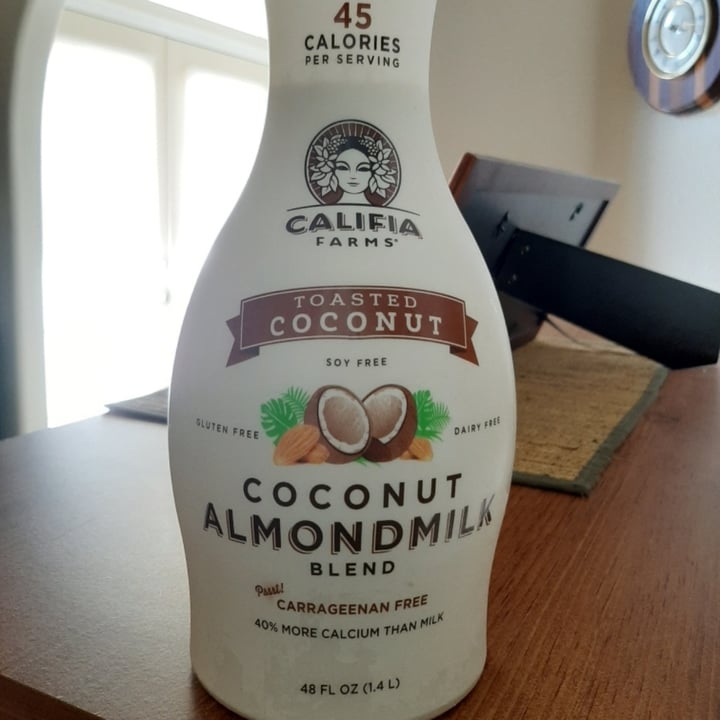 45
CALORIES
PER SERVING
CALIFIA
FARMS®
TOASTED
COCONUT
SOY FREE
GLUTEN FREE
DAIRY FREE
COCONUT
ALMONDMILK
BLEND
Pssst!
CARRAGEENAN FREE
40% MORE CALCIUM THAN MILK
48 FL OZ (1.4 L)